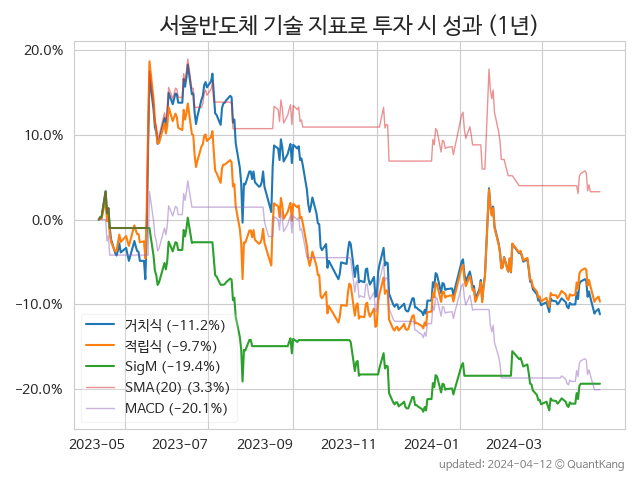 서울반도체 기술 지표로 투자 시 성과 (1년)
20.0%
10.0%
0.0%
−10.0%
−20.0%
거치식 (−11.2%)
적립식 (−9.7%)
SigM (−19.4%)
SMA(20) (3.3%)
MACD (−20.1%)
2023-05 2023-07 2023-09 2023-11 2024-01 2024-03
updated: 2024-04-12 © QuantKang